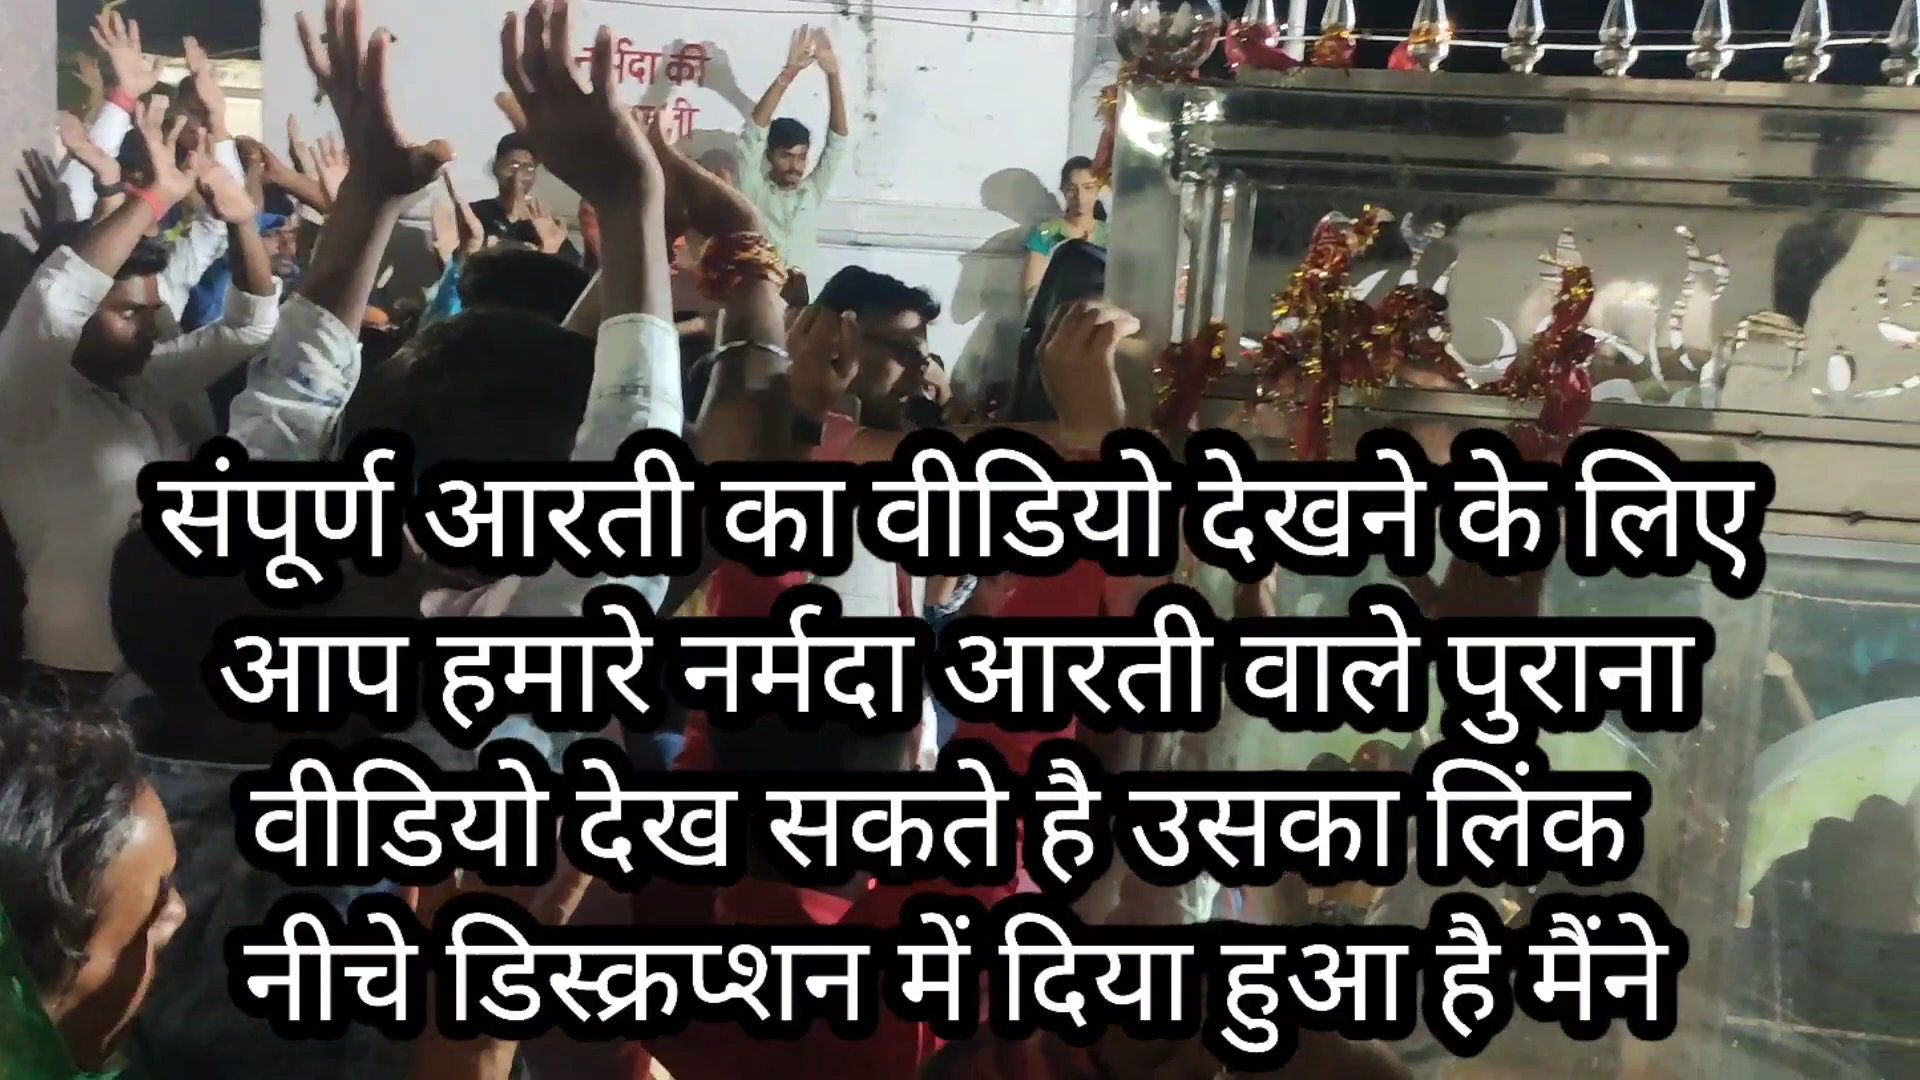 की
संपूर्ण आरती का वीडियो देखने के लिए
आप हमारे नर्मदा आरती वाले पुराना
वीडियो देख सकते है उसका लिंक
नीचे डिस्क्रप्शन में दिया हुआ है मैंने